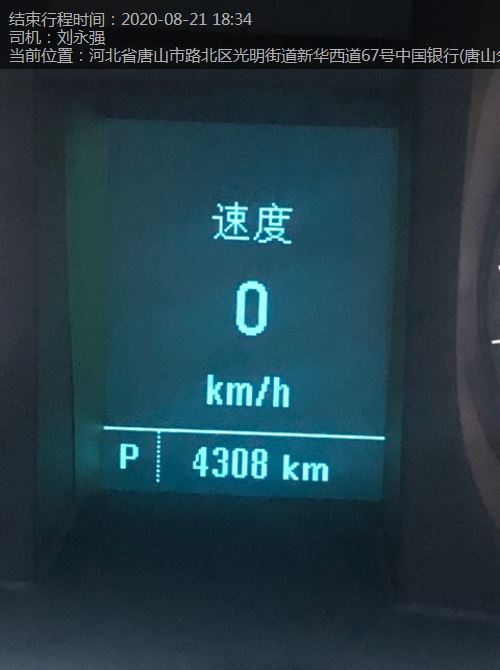 结束行程时间：2020-08-21 18:34
司机：刘永强
当前位置：河北省唐山市路北区光明街道新华西道67号中国银行(唐山
速度
0
km/h
P 4308 km